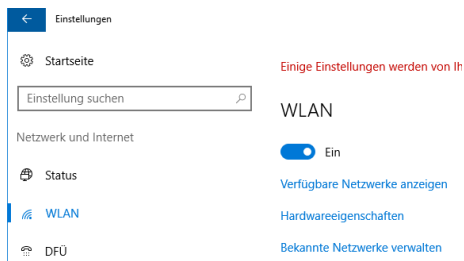 Einstellungen
Startseite
Einstellung suchen
Netzwerk und Internet
Status
WLAN
DFÜ
Einige Einstellungen werden von
WLAN
Ein
Verfügbare Netzwerke anzeigen
Hardwareeigenschaften
Bekannte Netzwerke verwalten